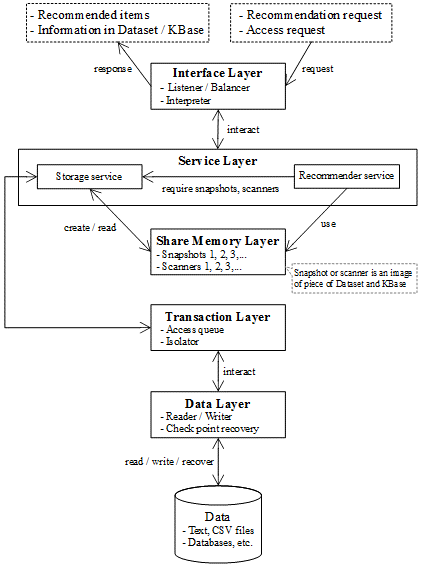 - Recommended items
- Information in Dataset / KBase
- Recommendation request
- Access request
response
request
Interface Layer
- Listener / Balancer
- Interpreter
interact
Service Layer
Storage service
Recommender service
require snapshots, scanners
create / read
use
Share Memory Layer
- Snapshots 1, 2, 3,...
- Scanners 1, 2, 3,...
Snapshot or scanner is an image
of piece of Dataset and KBase
Transaction Layer
- Access queue
- Isolator
interact
Data Layer
- Reader / Writer
- Check point recovery
read / write / recover
Data
- Text, CSV files
- Databases, etc.